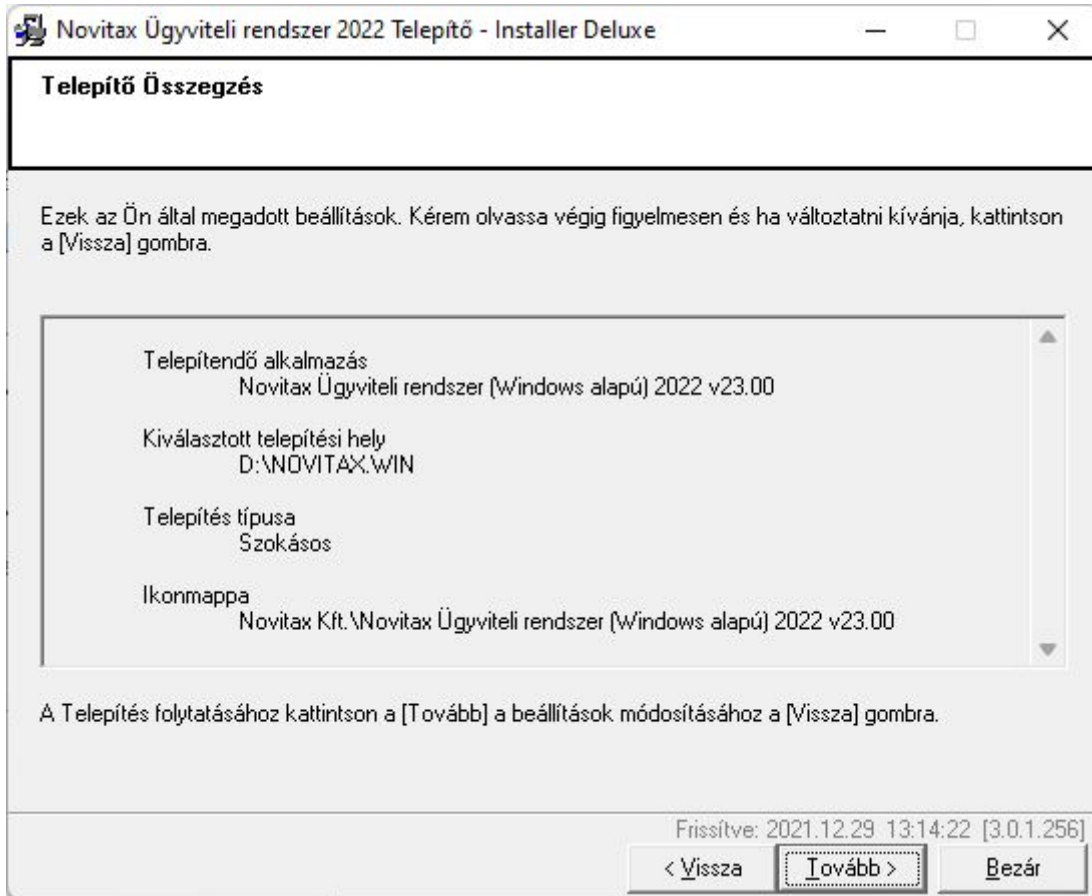 Novitax Ügyviteli rendszer 2022 Telepítő - Installer Deluxe
Telepítő Összegzés
Ezek az Ön által megadott beállítások. Kérem olvassa végig figyelmesen és ha változtatni kívánja, kattintson
a [Vissza] gombra.
Telepítendő alkalmazás
Novitax Ügyviteli rendszer (Windows alapú) 2022 v23.00
Kiválasztott telepítési hely
D:\NOVITAX.WIN
Telepítés típusa
Szokásos
Ikonmappa
Novitax Kft.\Novitax Ügyviteli rendszer (Windows alapú) 2022 v23.00
A Telepítés folytatásához kattintson a [Tovább] a beállítások módosításához a [Vissza] gombra.
Frissítve: 2021.12.29 13:14:22 [3.0.1.256]
< Vissza Tovább > Bezár